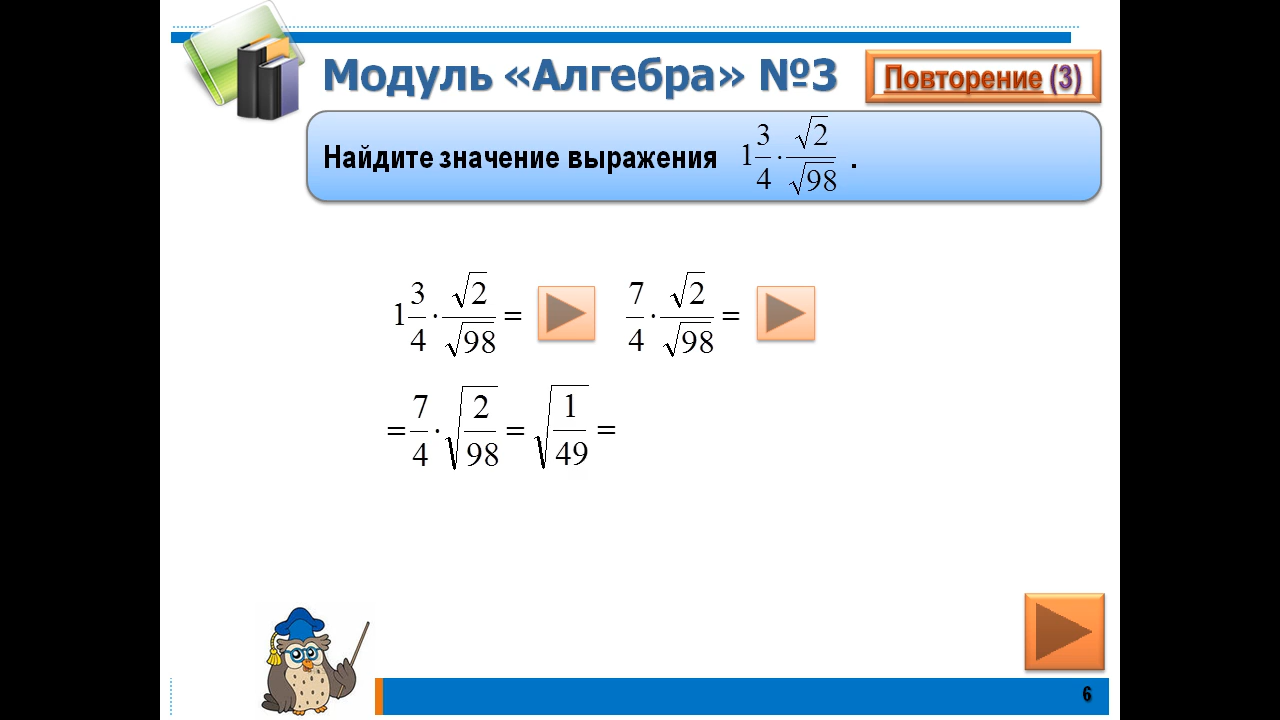 Модуль «Алгебра» №3
Повторение (3)
Найдите значение выражения 1 3/4 · √2/√98 .
1 3/4 · √2/√98 = 7/4 · √2/√98 =
= 7/4 · √(2/98) = √(1/49) =
6